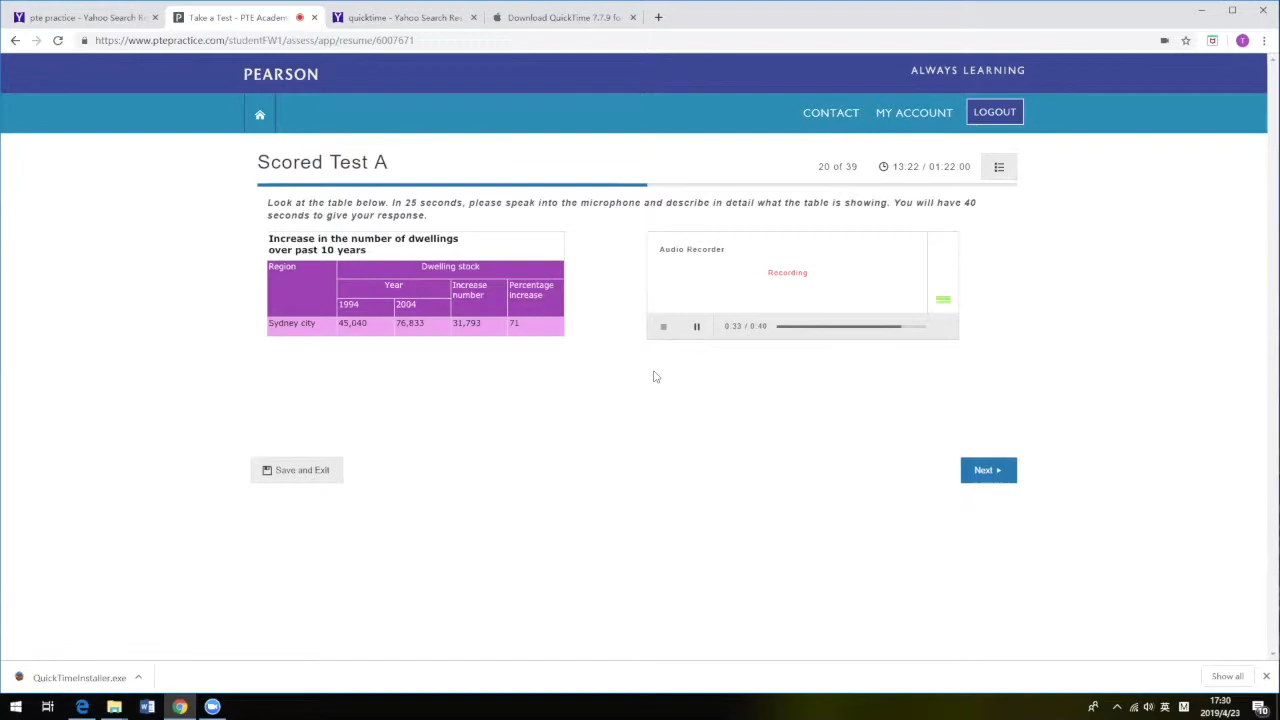 pte practice - Yahoo Search Re
Take a Test - PTE Academ
quicktime - Yahoo Search Res
Download QuickTime 7.7.9 fo
https://www.ptepractice.com/studentFW1/assess/app/resume/6007671
T
PEARSON
ALWAYS LEARNING
CONTACT MY ACCOUNT LOGOUT
Scored Test A
20 of 39 13:22 / 01:22:00
Look at the table below. In 25 seconds, please speak into the microphone and describe in detail what the table is showing. You will have 40
seconds to give your response.
Increase in the number of dwellings
over past 10 years
Region Dwelling stock
Year Increase number Percentage increase
1994 2004
Sydney city 45,040 76,833 31,793 71
Audio Recorder
Recording
0:33 / 0:40
Save and Exit
Next
QuickTimeInstaller.exe
Show all
英 M
17:30
2019/4/23
10